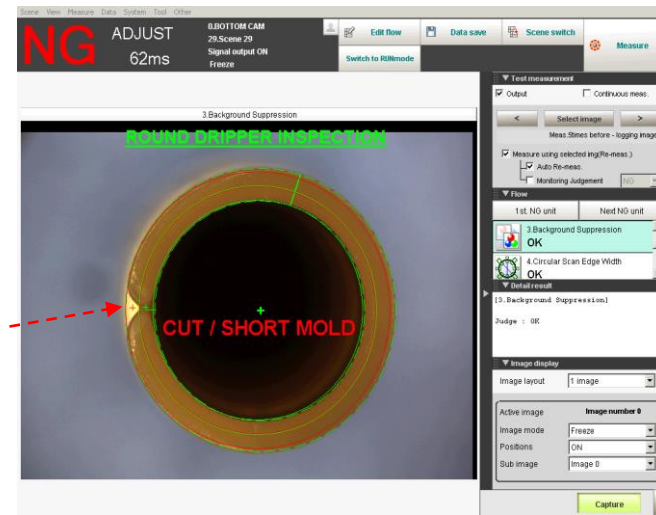 Scene View Measure Data System Tool Other
NG
ADJUST
62ms
0.BOTTOM CAM
29.Scene 29
Signal output ON
Freeze
Edit flow
Data save
Scene switch
Switch to RUNmode
Measure
▼ Test measurement
Output
Continuous meas.
<
Select image
>
Meas.5times before - logging image
Measure using selected img(Re-meas.)
Auto Re-meas.
Monitoring Judgement
NG
▼ Flow
1st. NG unit
Next NG unit
3.Background Suppression
OK
4.Circular Scan Edge Width
OK
▼ Detail result
[3.Background Suppression]
Judge : OK
▼ Image display
Image layout
1 image
Active image
Image number 0
Image mode
Freeze
Positions
ON
Sub image
Image 0
Capture
3.Background Suppression
ROUND DRIPPER INSPECTION
CUT / SHORT MOLD